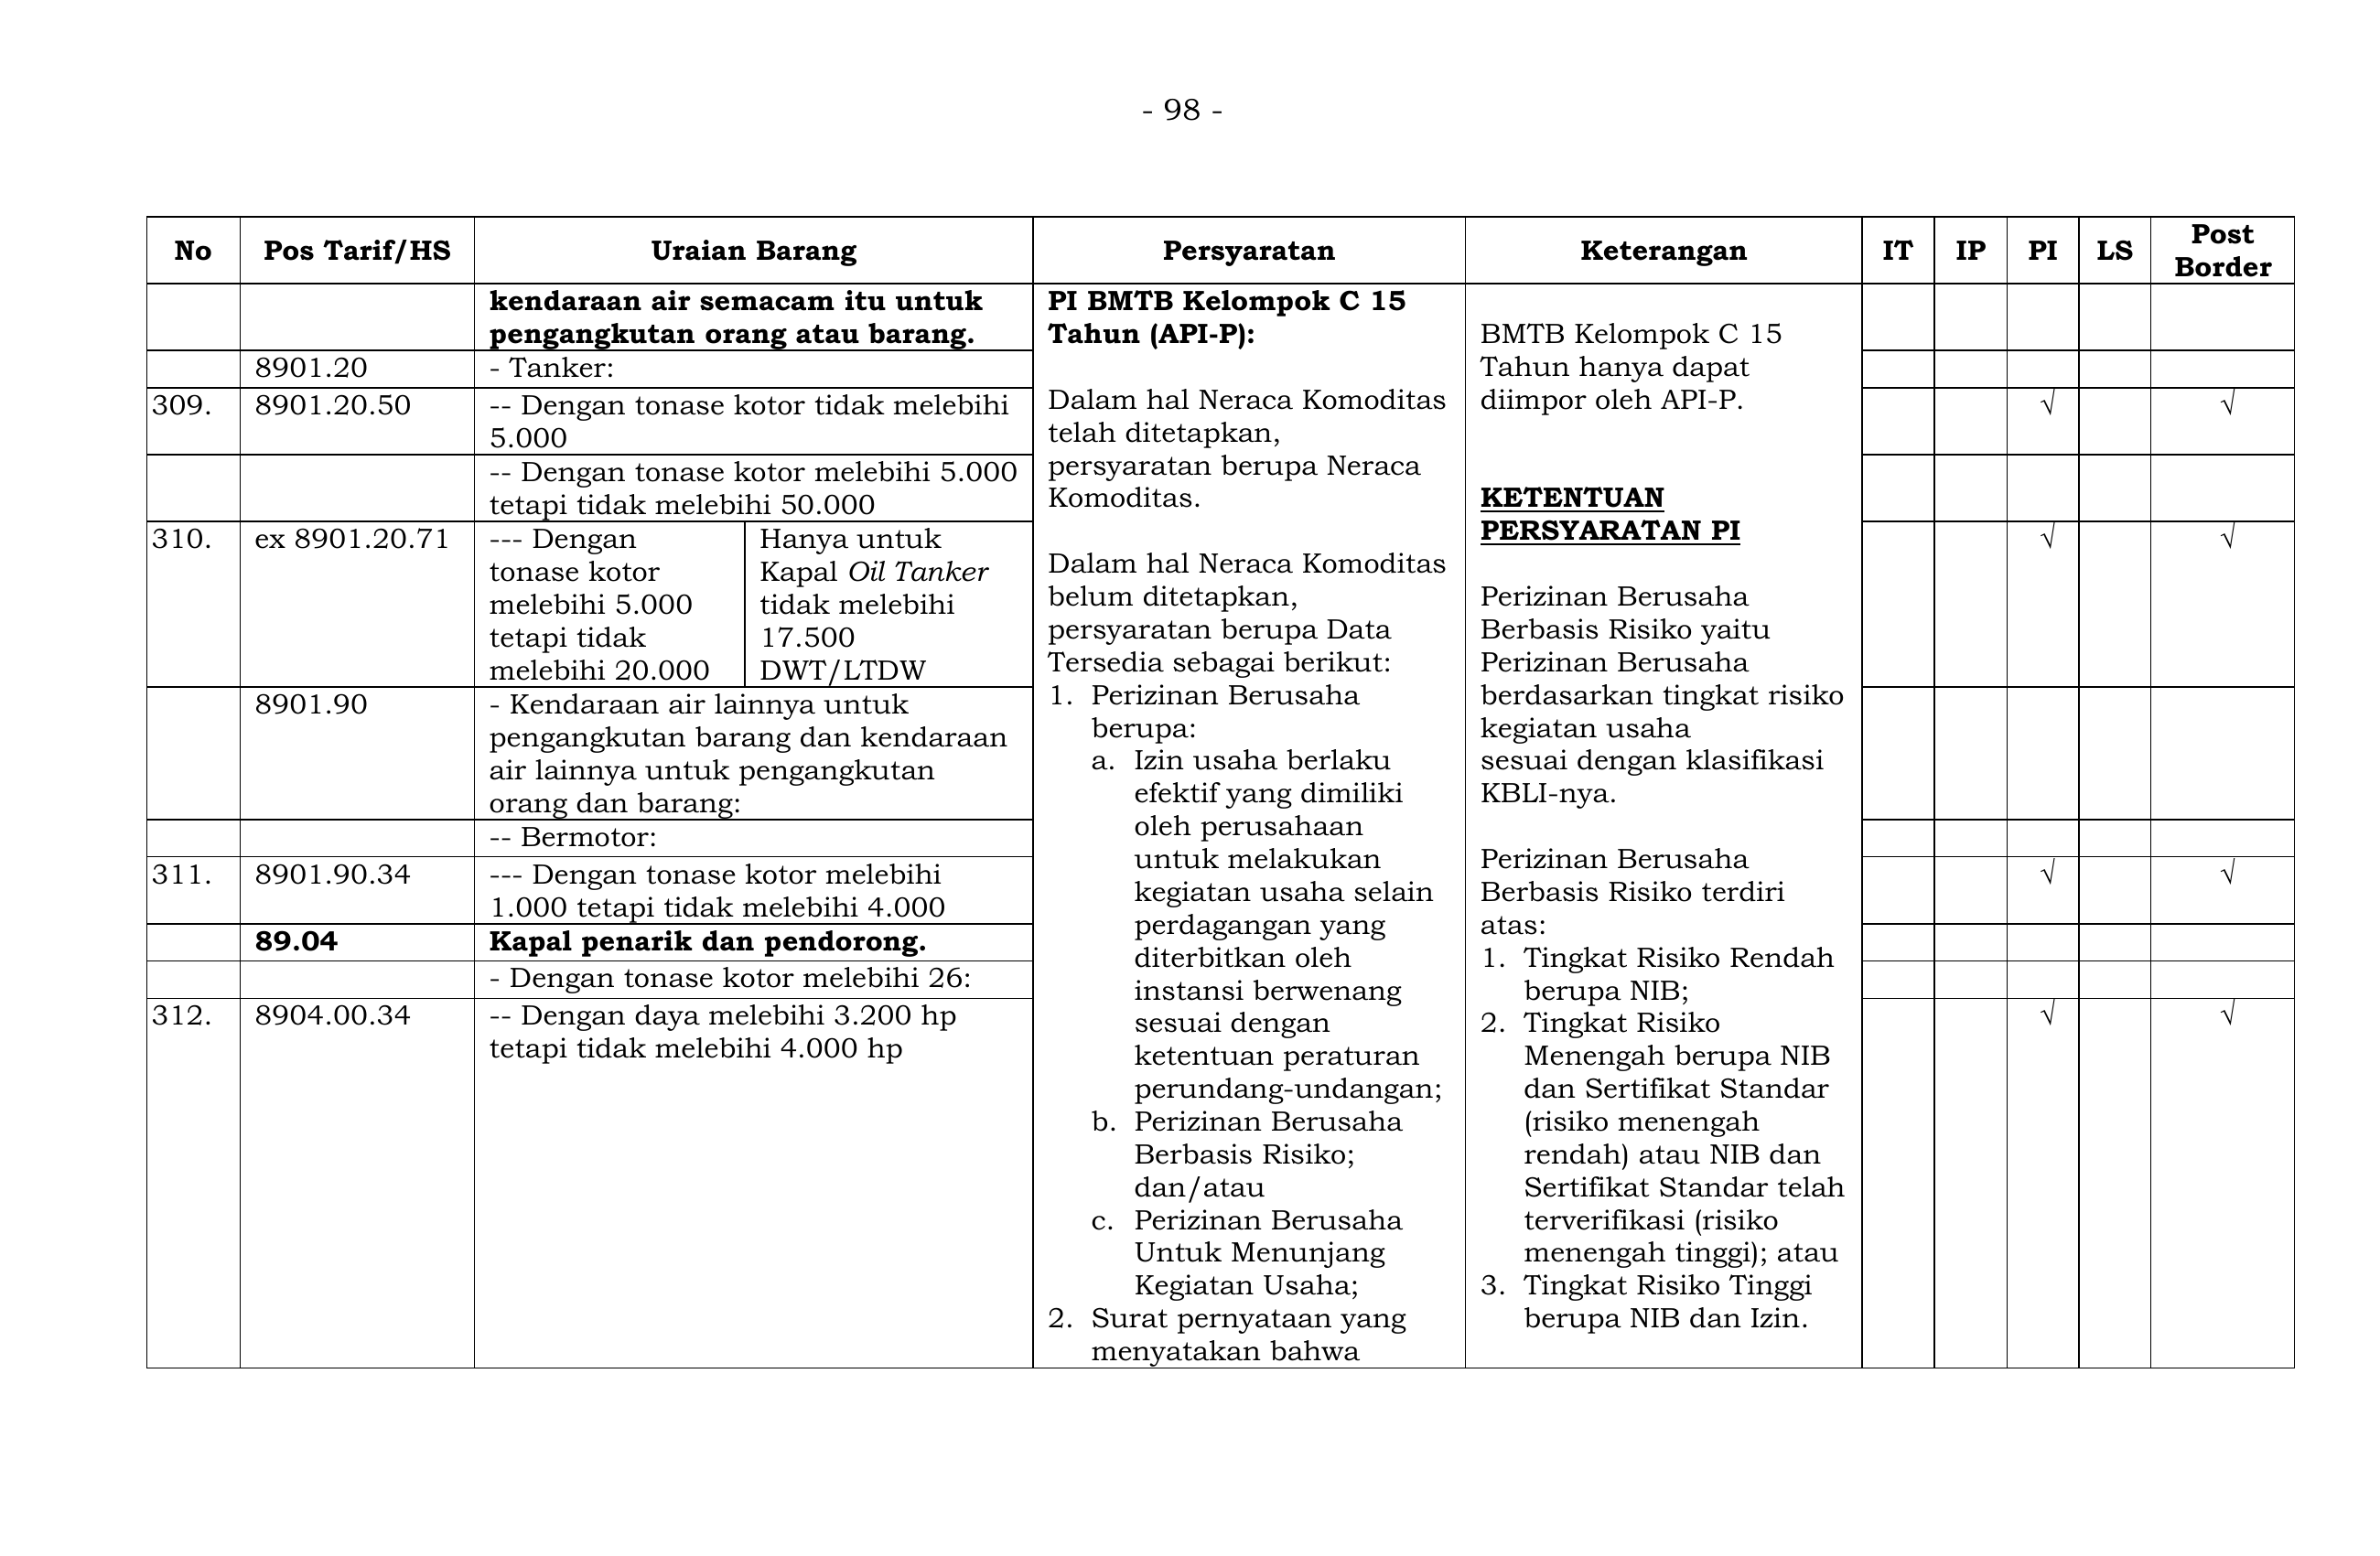 - 98 -
No Pos Tarif/HS Uraian Barang Persyaratan Keterangan IT IP PI LS Post Border
kendaraan air semacam itu untuk
pengangkutan orang atau barang.
8901.20 - Tanker:
309. 8901.20.50 -- Dengan tonase kotor tidak melebihi
5.000
√ √
-- Dengan tonase kotor melebihi 5.000
tetapi tidak melebihi 50.000
310. ex 8901.20.71 --- Dengan
tonase kotor
melebihi 5.000
tetapi tidak
melebihi 20.000
Hanya untuk
Kapal Oil Tanker
tidak melebihi
17.500
DWT/LTDW
√ √
8901.90 - Kendaraan air lainnya untuk
pengangkutan barang dan kendaraan
air lainnya untuk pengangkutan
orang dan barang:
-- Bermotor:
311. 8901.90.34 --- Dengan tonase kotor melebihi
1.000 tetapi tidak melebihi 4.000
√ √
89.04 Kapal penarik dan pendorong.
- Dengan tonase kotor melebihi 26:
312. 8904.00.34 -- Dengan daya melebihi 3.200 hp
tetapi tidak melebihi 4.000 hp
√ √
PI BMTB Kelompok C 15
Tahun (API-P):
Dalam hal Neraca Komoditas
telah ditetapkan,
persyaratan berupa Neraca
Komoditas.
Dalam hal Neraca Komoditas
belum ditetapkan,
persyaratan berupa Data
Tersedia sebagai berikut:
1. Perizinan Berusaha
berupa:
a. Izin usaha berlaku
efektif yang dimiliki
oleh perusahaan
untuk melakukan
kegiatan usaha selain
perdagangan yang
diterbitkan oleh
instansi berwenang
sesuai dengan
ketentuan peraturan
perundang-undangan;
b. Perizinan Berusaha
Berbasis Risiko;
dan/atau
c. Perizinan Berusaha
Untuk Menunjang
Kegiatan Usaha;
2. Surat pernyataan yang
menyatakan bahwa
BMTB Kelompok C 15
Tahun hanya dapat
diimpor oleh API-P.
KETENTUAN
PERSYARATAN PI
Perizinan Berusaha
Berbasis Risiko yaitu
Perizinan Berusaha
berdasarkan tingkat risiko
kegiatan usaha
sesuai dengan klasifikasi
KBLI-nya.
Perizinan Berusaha
Berbasis Risiko terdiri
atas:
1. Tingkat Risiko Rendah
berupa NIB;
2. Tingkat Risiko
Menengah berupa NIB
dan Sertifikat Standar
(risiko menengah
rendah) atau NIB dan
Sertifikat Standar telah
terverifikasi (risiko
menengah tinggi); atau
3. Tingkat Risiko Tinggi
berupa NIB dan Izin.